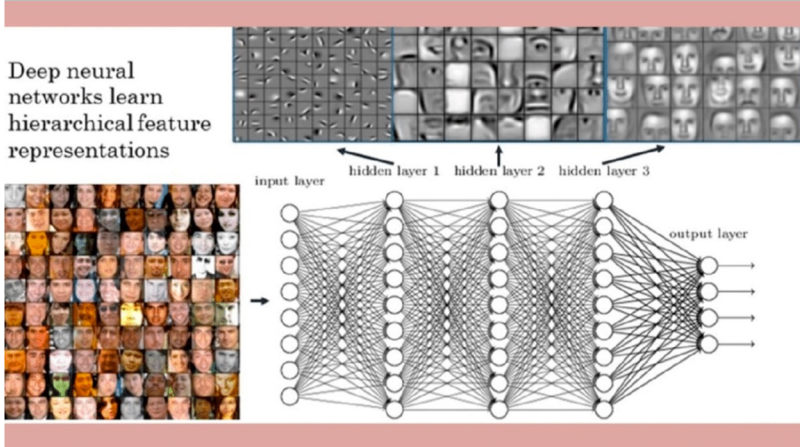 Deep neural
networks learn
hierarchical feature
representations
hidden layer 1 hidden layer 2 hidden layer 3
input layer
output layer